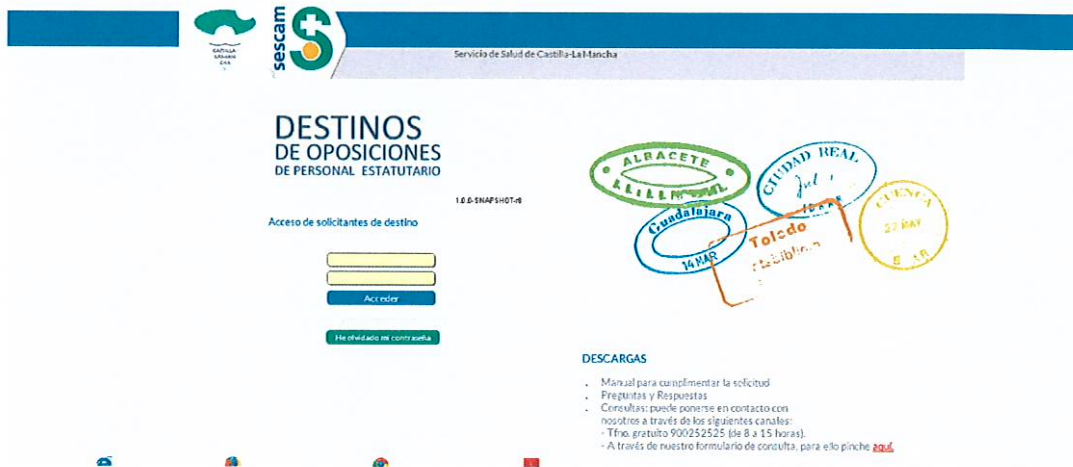 CASTILLA
sescam
Servicio de Salud de Castilla-La Mancha
DESTINOS
DE OPOSICIONES
DE PERSONAL ESTATUTARIO
1.0.0-SNAPSHOT-r8
Acceso de solicitantes de destino
Acceder
He olvidado mi contraseña
ALBACETE
CIUDAD REAL
Jul
Guadalajara
14 MAR
Toledo
CUENCA
22 MAY
DESCARGAS
. Manual para cumplimentar la solicitud
. Preguntas y Respuestas
. Consultas: puede ponerse en contacto con
nosotros a través de los siguientes canales:
- Tfno. gratuito 900252525 (de 8 a 15 horas).
- A través de nuestro formulario de consulta, para ello pinche aquí.